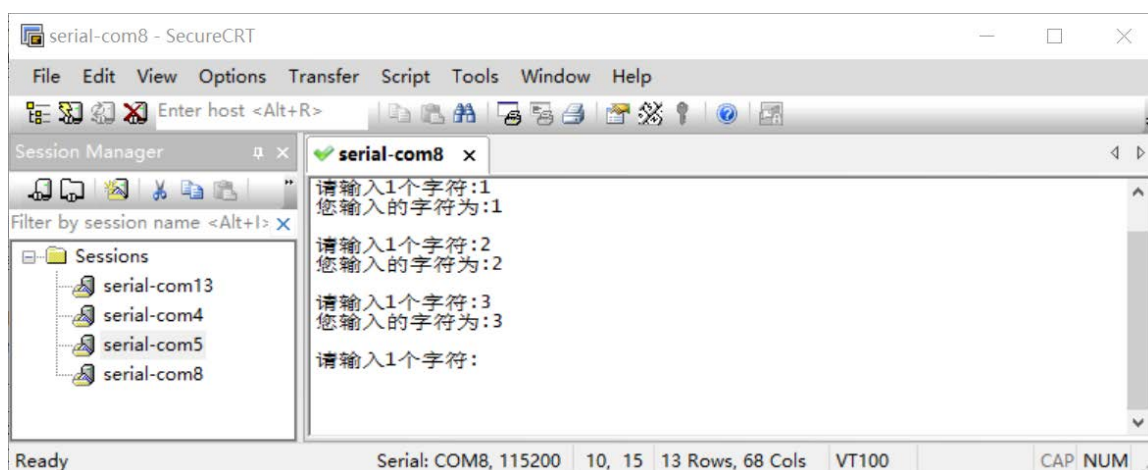 serial-com8 - SecureCRT
File Edit View Options Transfer Script Tools Window Help
Enter host <Alt+R>
Session Manager
serial-com8
Filter by session name <Alt+I>
Sessions
serial-com13
serial-com4
serial-com5
serial-com8
请输入1个字符:1
您输入的字符为:1
请输入1个字符:2
您输入的字符为:2
请输入1个字符:3
您输入的字符为:3
请输入1个字符:
Ready Serial: COM8, 115200 10, 15 13 Rows, 68 Cols VT100 CAP NUM